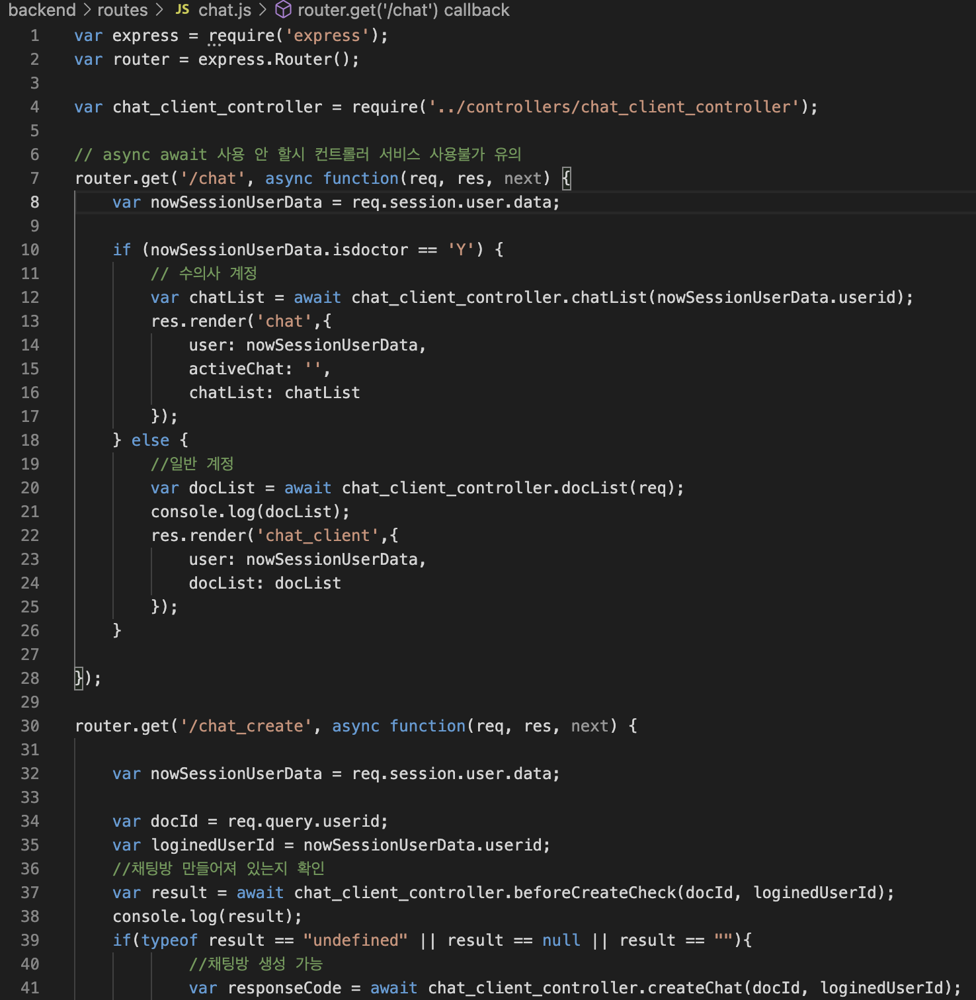 backend > routes > JS chat.js > router.get('/chat') callback
1 var express = require('express');
2 var router = express.Router();
3
4 var chat_client_controller = require('../controllers/chat_client_controller');
5
6 // async await 사용 안 할시 컨트롤러 서비스 사용불가 유의
7 router.get('/chat', async function(req, res, next) {
8     var nowSessionUserData = req.session.user.data;
9
10     if (nowSessionUserData.isdoctor == 'Y') {
11         // 수의사 계정
12         var chatList = await chat_client_controller.chatList(nowSessionUserData.userid);
13         res.render('chat',{
14             user: nowSessionUserData,
15             activeChat: '',
16             chatList: chatList
17         });
18     } else {
19         //일반 계정
20         var docList = await chat_client_controller.docList(req);
21         console.log(docList);
22         res.render('chat_client',{
23             user: nowSessionUserData,
24             docList: docList
25         });
26     }
27
28 });
29
30 router.get('/chat_create', async function(req, res, next) {
31
32     var nowSessionUserData = req.session.user.data;
33
34     var docId = req.query.userid;
35     var loginedUserId = nowSessionUserData.userid;
36     //채팅방 만들어져 있는지 확인
37     var result = await chat_client_controller.beforeCreateCheck(docId, loginedUserId);
38     console.log(result);
39     if(typeof result == "undefined" || result == null || result == ""){
40             //채팅방 생성 가능
41             var responseCode = await chat_client_controller.createChat(docId, loginedUserId);